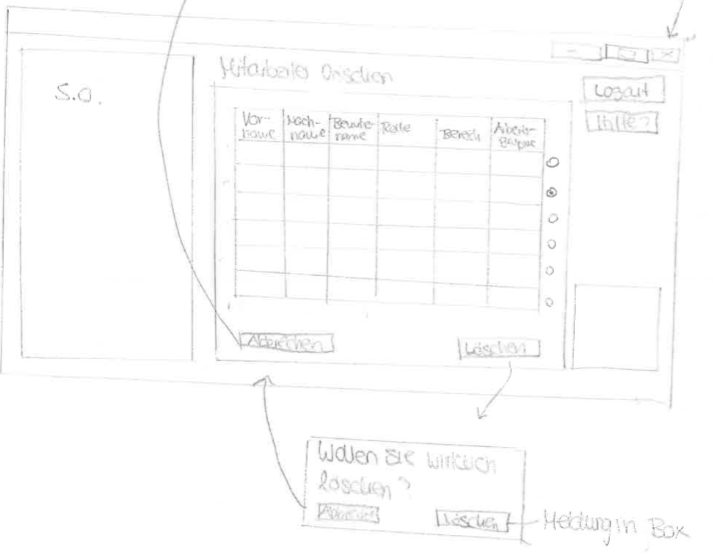 S.O.
Mitarbeiter löschen
Logout
Hilfe?
Vor-
name
Nach-
name
Benutzer-
name
Rolle
Bereich
Arbeits-
gruppe
Abbrechen
Löschen
Wollen Sie wirklich
löschen?
Abbrechen
Löschen
Meldung in Box